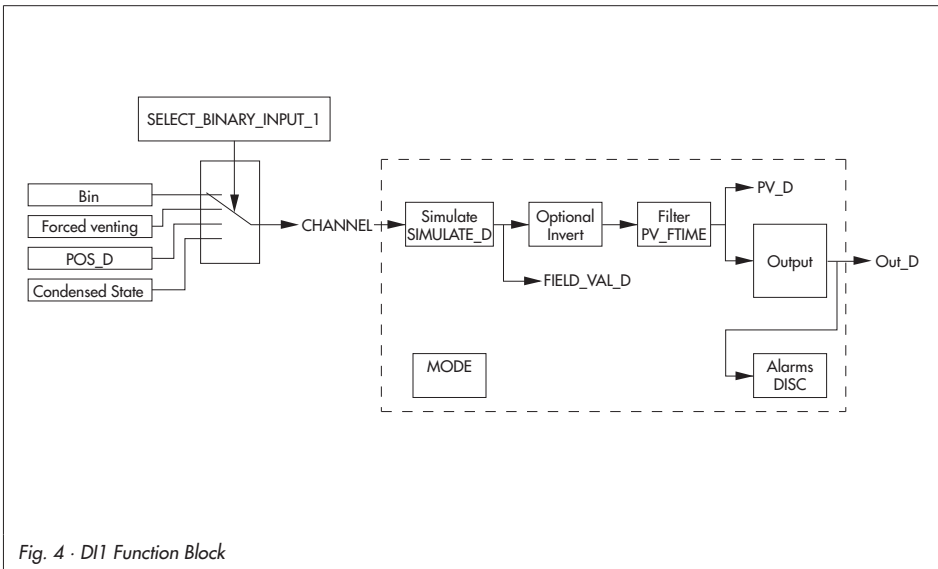 SELECT_BINARY_INPUT_1
Bin
Forced venting
POS_D
Condensed State
CHANNEL
Simulate
SIMULATE_D
FIELD_VAL_D
Optional
Invert
Filter
PV_FTIME
PV_D
Output
Out_D
MODE
Alarms
DISC
Fig. 4 · DI1 Function Block